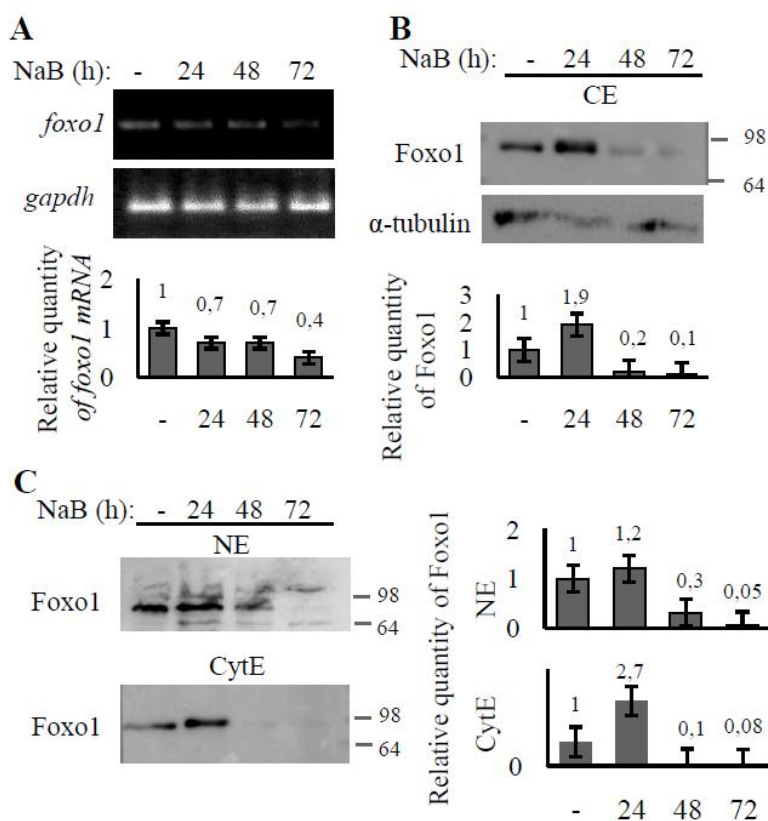 A
NaB (h): - 24 48 72
foxo1
gapdh
Relative quantity
of foxo1 mRNA
2
1
0
1 0,7 0,7 0,4
- 24 48 72
B
NaB (h): - 24 48 72
CE
Foxo1
98
64
α-tubulin
Relative quantity
of Foxo1
3
2
1
0
1 1,9 0,2 0,1
- 24 48 72
C
NaB (h): - 24 48 72
NE
Foxo1
98
64
CytE
Foxo1
98
64
Relative quantity of Foxo1
NE
2
1
0
1 1,2 0,3 0,05
CytE
0
1 2,7 0,1 0,08
- 24 48 72